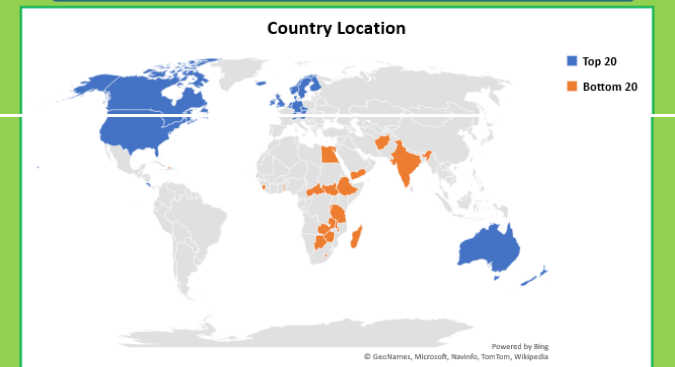 Country Location
Top 20
Bottom 20
Powered by Bing
© GeoNames, Microsoft, Navinfo, TomTom, Wikipedia